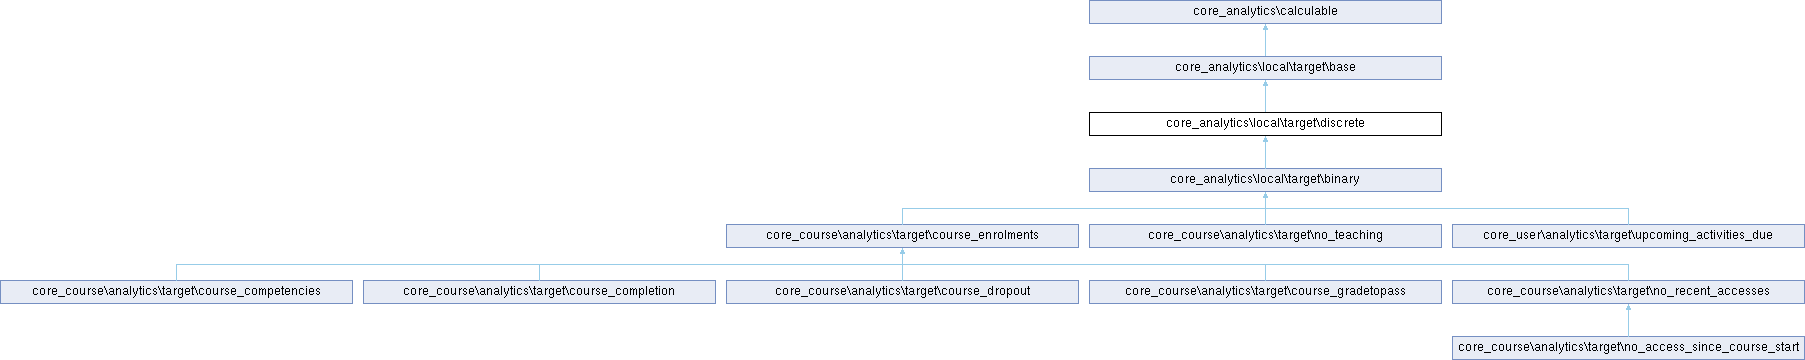 core_analytics\calculable
core_analytics\local\target\base
core_analytics\local\target\discrete
core_analytics\local\target\binary
core_course\analytics\target\course_enrolments
core_course\analytics\target\no_teaching
core_user\analytics\target\upcoming_activities_due
core_course\analytics\target\course_competencies
core_course\analytics\target\course_completion
core_course\analytics\target\course_dropout
core_course\analytics\target\course_gradetopass
core_course\analytics\target\no_recent_accesses
core_course\analytics\target\no_access_since_course_start